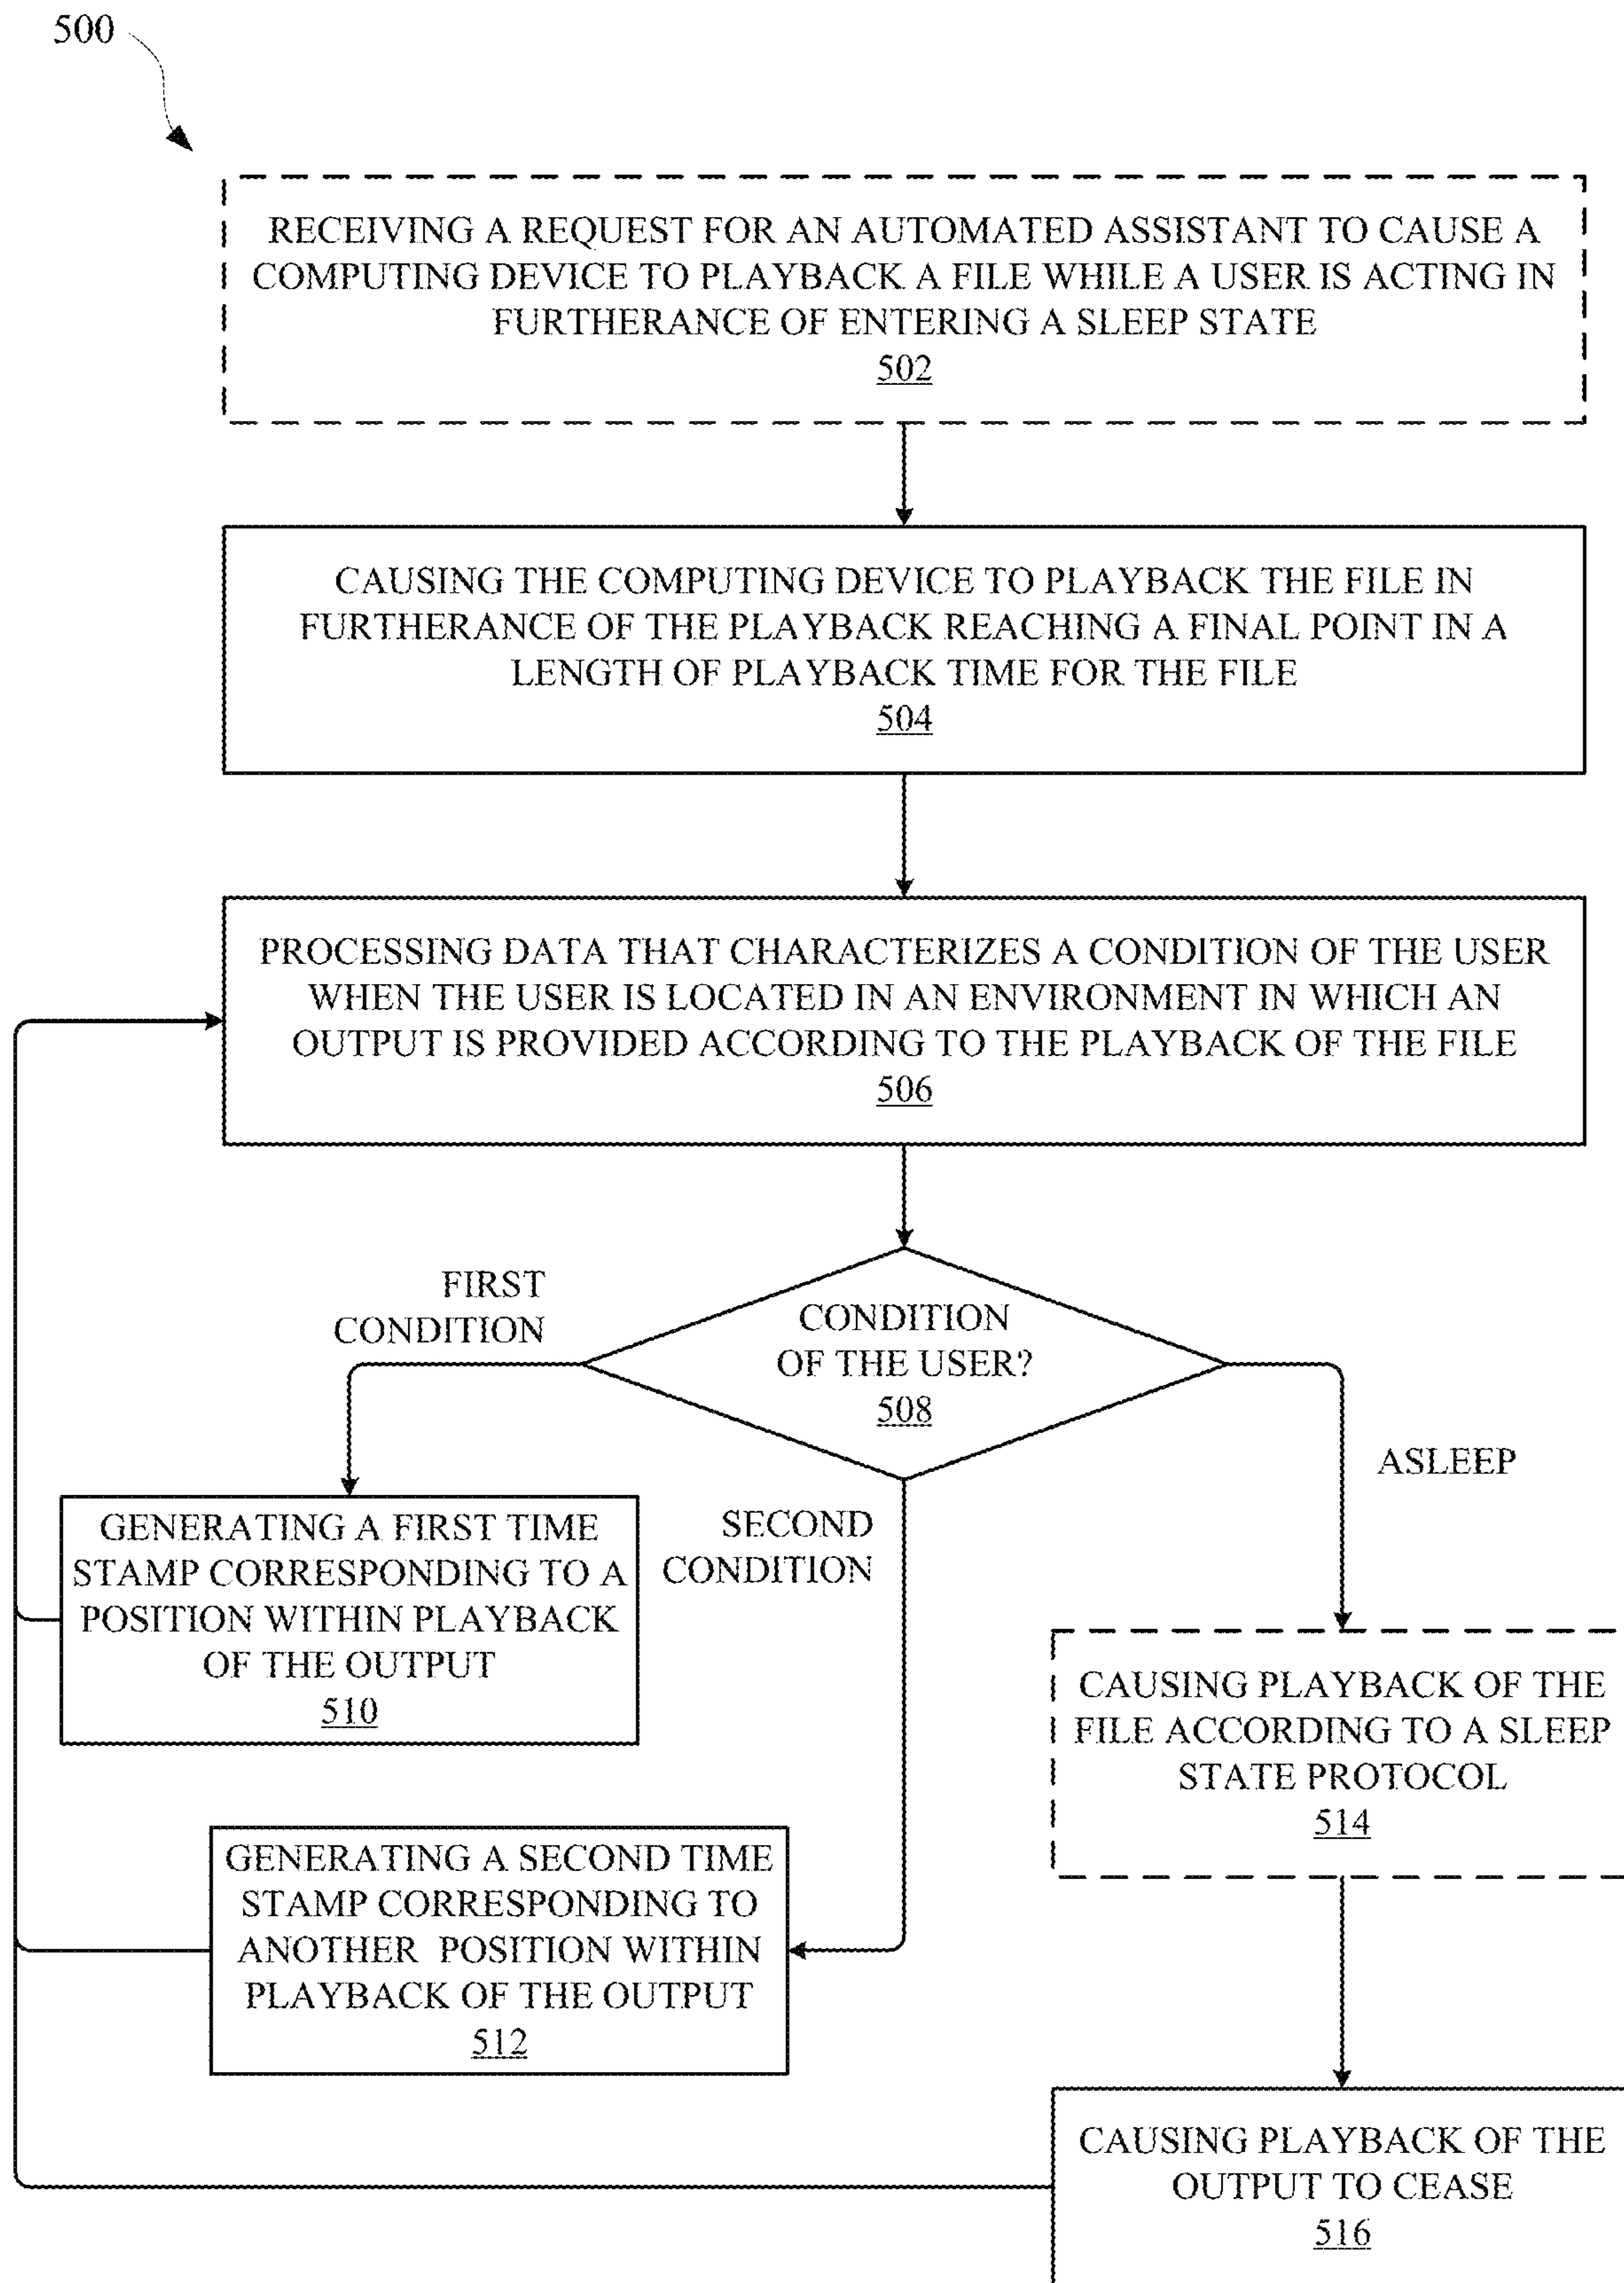 500
RECEIVING A REQUEST FOR AN AUTOMATED ASSISTANT TO CAUSE A
COMPUTING DEVICE TO PLAYBACK A FILE WHILE A USER IS ACTING IN
FURTHERANCE OF ENTERING A SLEEP STATE
502
CAUSING THE COMPUTING DEVICE TO PLAYBACK THE FILE IN
FURTHERANCE OF THE PLAYBACK REACHING A FINAL POINT IN A
LENGTH OF PLAYBACK TIME FOR THE FILE
504
PROCESSING DATA THAT CHARACTERIZES A CONDITION OF THE USER
WHEN THE USER IS LOCATED IN AN ENVIRONMENT IN WHICH AN
OUTPUT IS PROVIDED ACCORDING TO THE PLAYBACK OF THE FILE
506
FIRST
CONDITION
CONDITION
OF THE USER?
508
ASLEEP
SECOND
CONDITION
GENERATING A FIRST TIME
STAMP CORRESPONDING TO A
POSITION WITHIN PLAYBACK
OF THE OUTPUT
510
GENERATING A SECOND TIME
STAMP CORRESPONDING TO
ANOTHER POSITION WITHIN
PLAYBACK OF THE OUTPUT
512
CAUSING PLAYBACK OF THE
FILE ACCORDING TO A SLEEP
STATE PROTOCOL
514
CAUSING PLAYBACK OF THE
OUTPUT TO CEASE
516